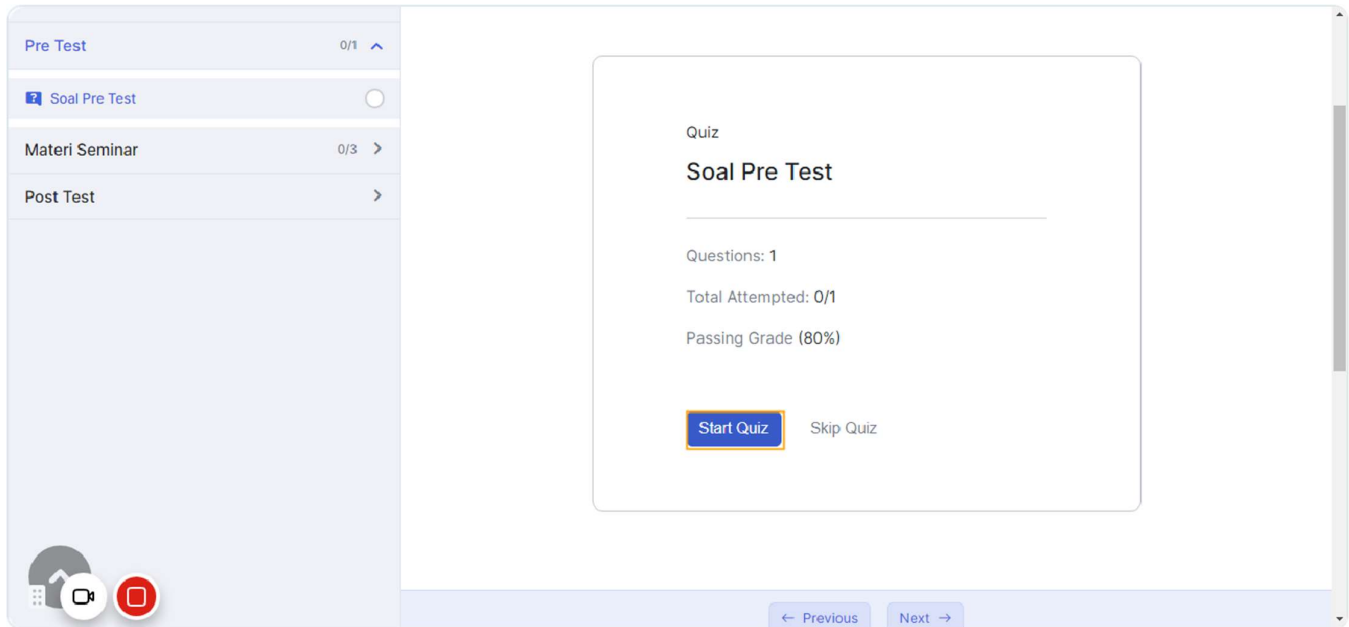 Pre Test 0/1
Soal Pre Test
Materi Seminar 0/3
Post Test
Quiz
Soal Pre Test
Questions: 1
Total Attempted: 0/1
Passing Grade (80%)
Start Quiz Skip Quiz
← Previous Next →